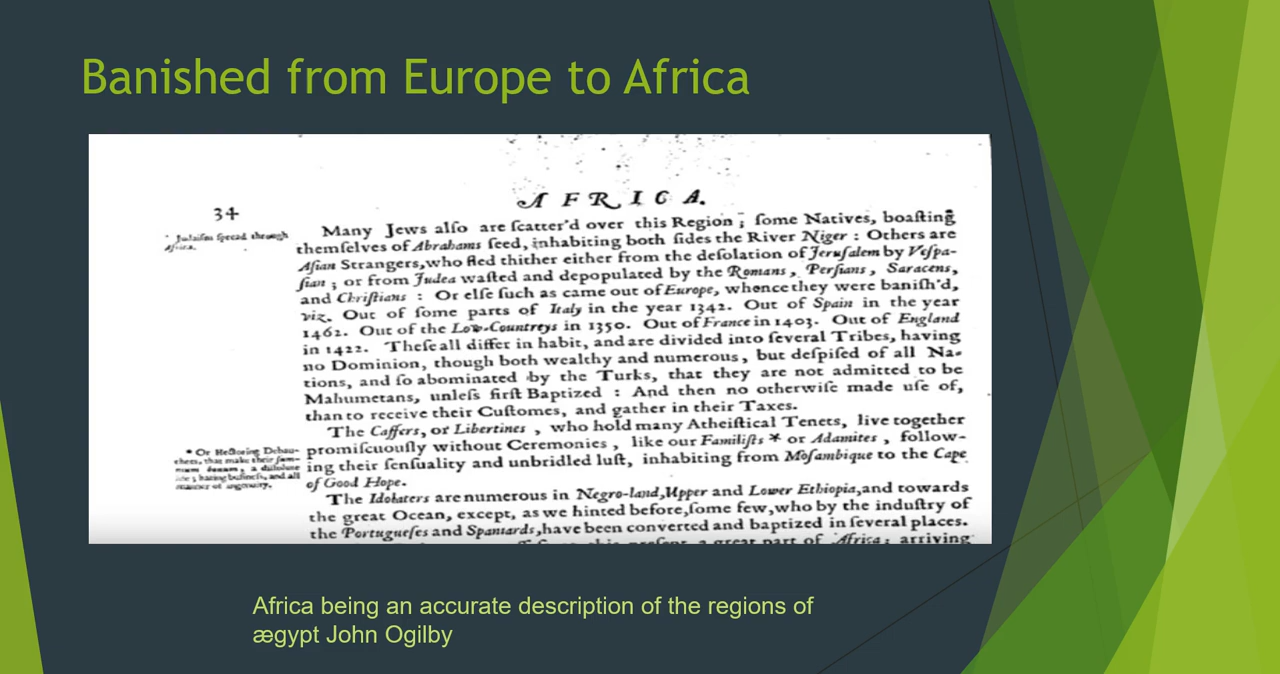 Banished from Europe to Africa
AFRICA.
34
Many Jews alſo are ſcatter'd over this Region ; ſome Natives, boaſting
Judaiſm ſpread through
Africa.
themſelves of Abrahams ſeed, inhabiting both ſides the River Niger : Others are
Aſian Strangers, who fled thither either from the deſolation of Jeruſalem by Veſpa-
ſian ; or from Judea waſted and depopulated by the Romans, Perſians, Saracens,
and Chriſtians : Or elſe ſuch as came out of Europe, whence they were baniſh'd,
viz. Out of ſome parts of Italy in the year 1342. Out of Spain in the year
1462. Out of the Low-Countreys in 1350. Out of France in 1403. Out of England
in 1422. Theſe all differ in habit, and are divided into ſeveral Tribes, having
no Dominion, though both wealthy and numerous, but deſpiſed of all Na-
tions, and ſo abominated by the Turks, that they are not admitted to be
Mahumetans, unleſs firſt Baptized : And then no otherwiſe made uſe of,
than to receive their Cuſtomes, and gather in their Taxes.
The Caffers, or Libertines, who hold many Atheiſtical Tenets, live together
promiſcuouſly without Ceremonies, like our Familiſts * or Adamites, follow-
* Or Hectoring Debau-
chees, that make their
ing their ſenſuality and unbridled luſt, inhabiting from Moſambique to the Cape
of Good Hope.
The Idolaters are numerous in Negro-land, Upper and Lower Ethiopia, and towards
the great Ocean, except, as we hinted before, ſome few, who by the induſtry of
the Portugueſes and Spaniards, have been converted and baptized in ſeveral places.
a great part of Africa; arriving
Africa being an accurate description of the regions of
ægypt John Ogilby